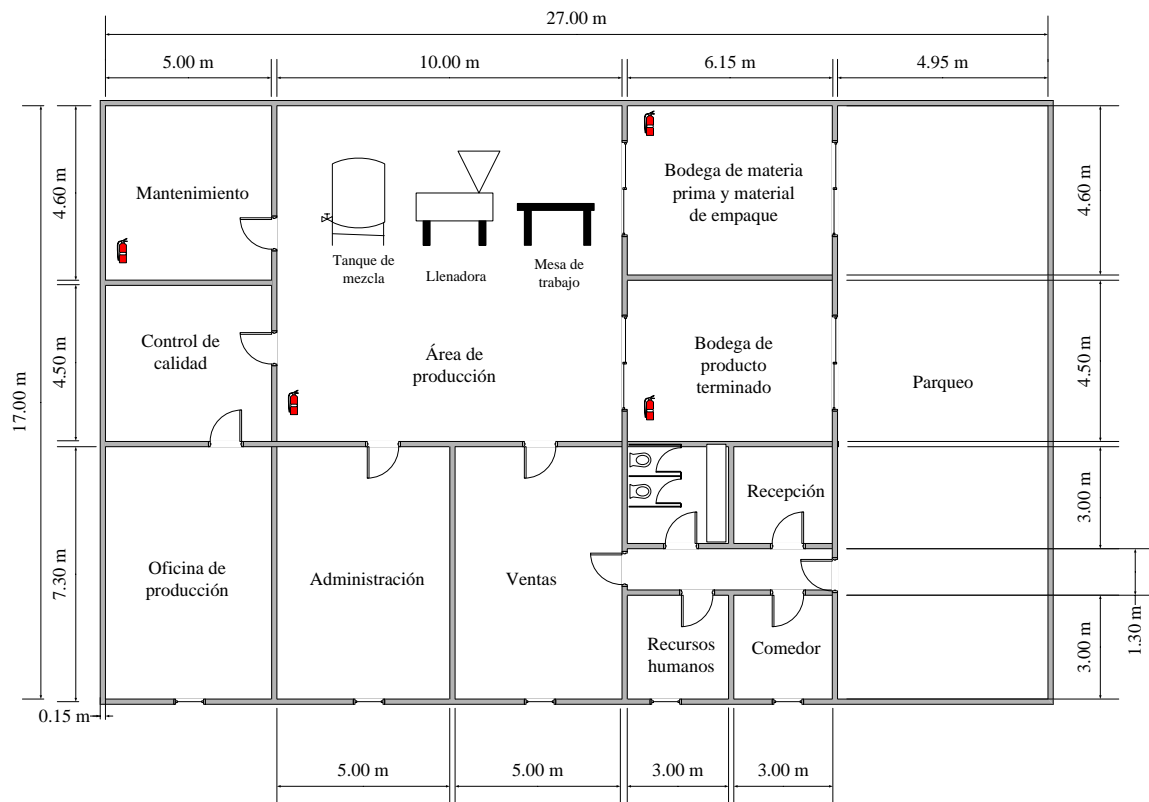 27.00 m
5.00 m
10.00 m
6.15 m
4.95 m
17.00 m
4.60 m
4.50 m
7.30 m
0.15 m
Mantenimiento
Tanque de
mezcla
Llenadora
Mesa de
trabajo
Bodega de materia
prima y material
de empaque
Control de
calidad
Área de
producción
Bodega de
producto
terminado
Parqueo
Recepción
Oficina de
producción
Administración
Ventas
Recursos
humanos
Comedor
4.60 m
4.50 m
3.00 m
3.00 m
1.30 m
5.00 m
5.00 m
3.00 m
3.00 m